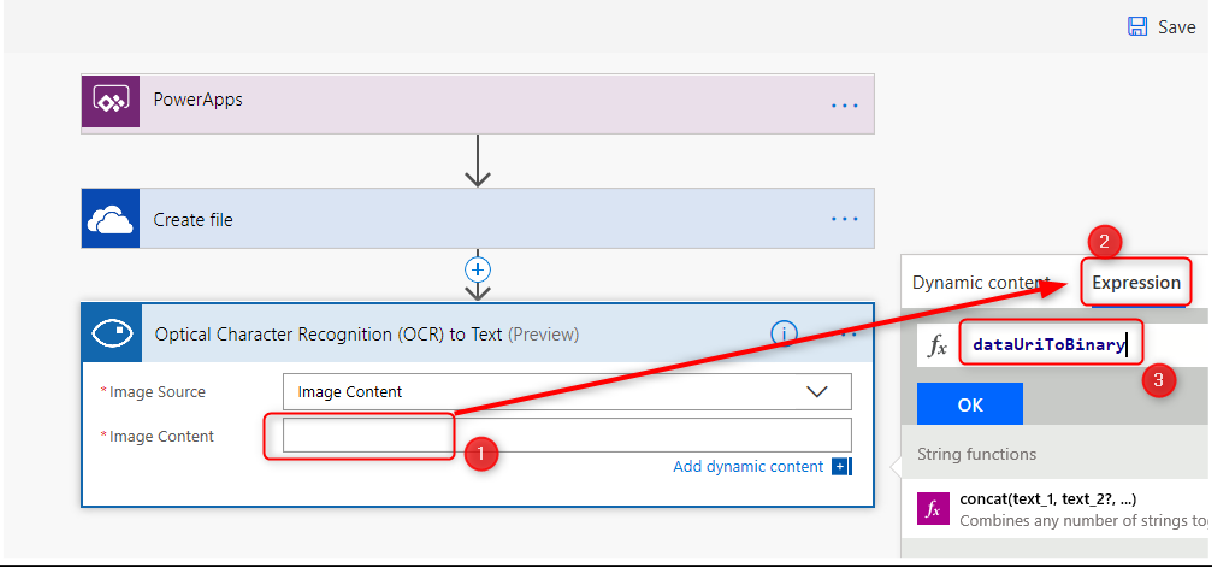 Save
PowerApps
Create file
Optical Character Recognition (OCR) to Text (Preview)
* Image Source
Image Content
* Image Content
Add dynamic content
1
2
Dynamic content
Expression
fx
dataUriToBinary
3
OK
String functions
fx
concat(text_1, text_2?, ...)
Combines any number of strings